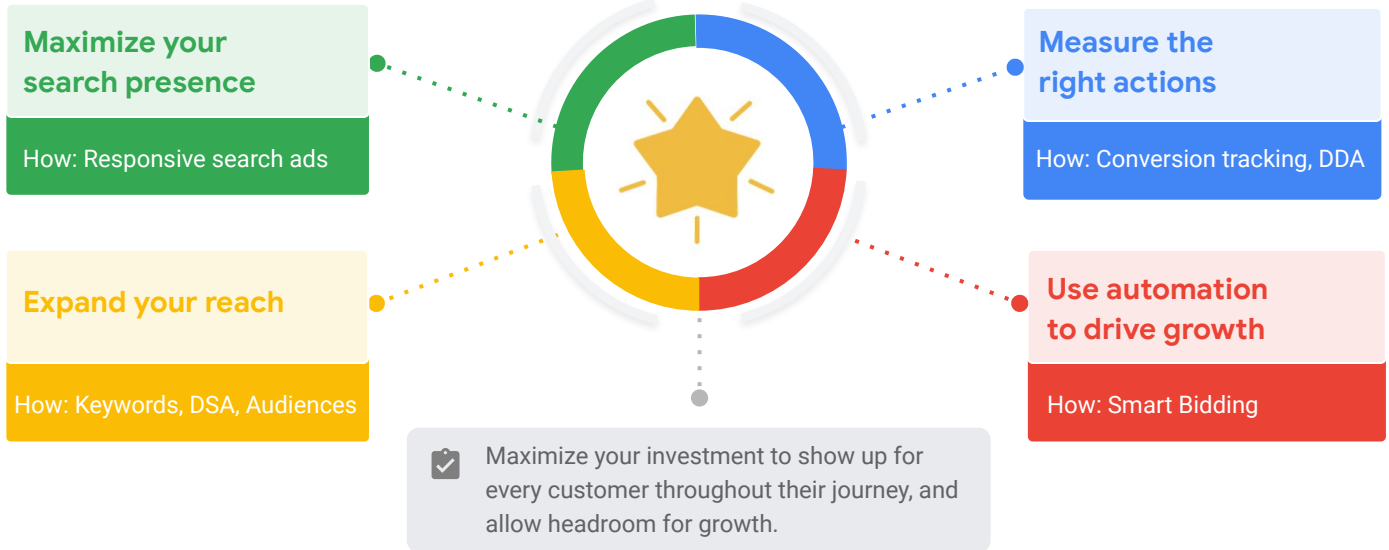 Maximize your
search presence
How: Responsive search ads
Measure the
right actions
How: Conversion tracking, DDA
Expand your reach
How: Keywords, DSA, Audiences
Use automation
to drive growth
How: Smart Bidding
Maximize your investment to show up for
every customer throughout their journey, and
allow headroom for growth.